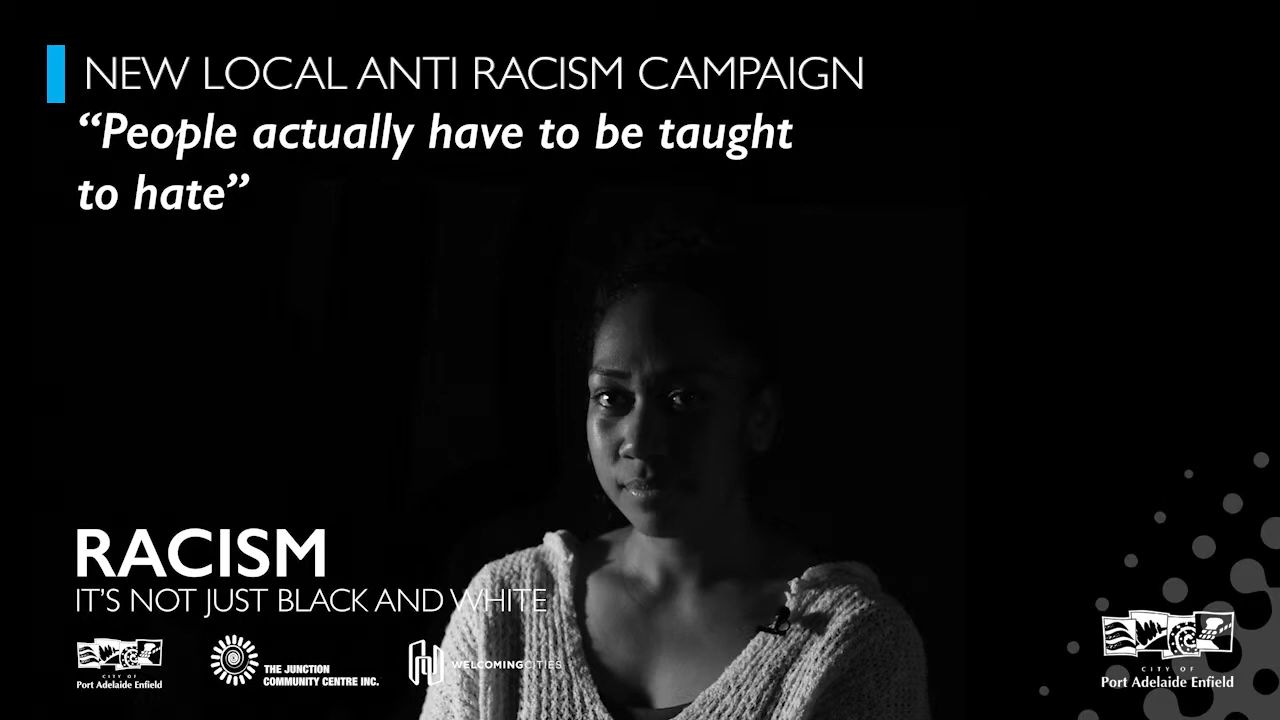 NEW LOCAL ANTI RACISM CAMPAIGN
“People actually have to be taught
to hate”
RACISM
IT’S NOT JUST BLACK AND WHITE
CITY OF
Port Adelaide Enfield
THE JUNCTION
COMMUNITY CENTRE INC.
WELCOMINGCITIES
CITY OF
Port Adelaide Enfield